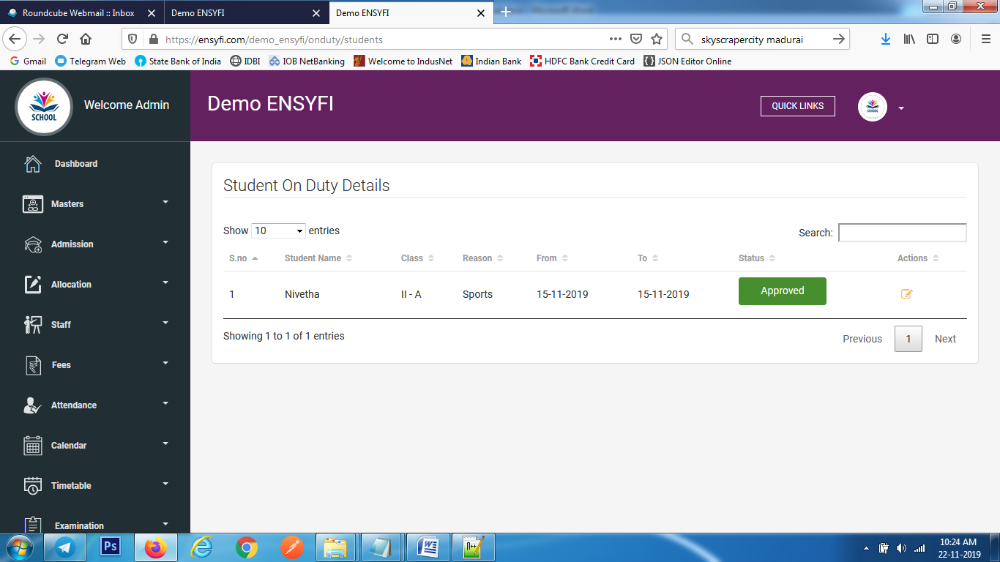 Roundcube Webmail :: Inbox
Demo ENSYFI
Demo ENSYFI
https://ensyfi.com/demo_ensyfi/onduty/students
skyscrapercity madurai
Gmail
Telegram Web
State Bank of India
IDBI
IOB NetBanking
Welcome to IndusNet
Indian Bank
HDFC Bank Credit Card
JSON Editor Online
SCHOOL
Welcome Admin
Demo ENSYFI
QUICK LINKS
SCHOOL
Dashboard
Masters
Admission
Allocation
Staff
Fees
Attendance
Calendar
Timetable
Examination
Student On Duty Details
Show 10 entries
Search:
S.no Student Name Class Reason From To Status Actions
1 Nivetha II - A Sports 15-11-2019 15-11-2019 Approved
Showing 1 to 1 of 1 entries
Previous 1 Next
Ps
W
n++
10:24 AM
22-11-2019